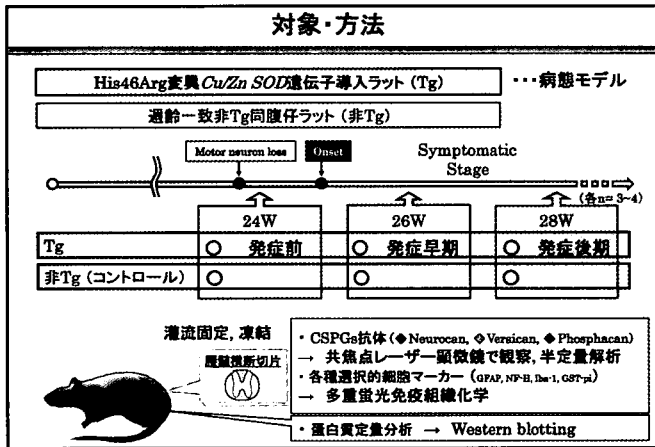 対象・方法
His46Arg変異Cu/Zn SOD遺伝子導入ラット (Tg)
・・・病態モデル
週齢一致非Tg同腹仔ラット (非Tg)
Motor neuron loss
Onset
Symptomatic
Stage
(各n= 3~4)
24W
26W
28W
Tg
発症前
発症早期
発症後期
非Tg (コントロール)
灌流固定, 凍結
腰髄横断切片
・CSPGs抗体 (◆Neurocan, ◇Versican, ◆Phosphacan)
→ 共焦点レーザー顕微鏡で観察, 半定量解析
・各種選択的細胞マーカー (GFAP, NF-H, Iba-1, GST-pi)
→ 多重蛍光免疫組織化学
・蛋白質定量分析 → Western blotting